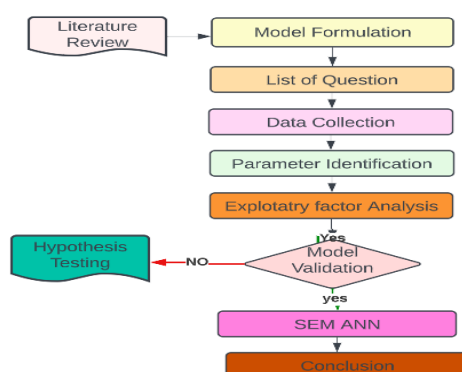 Literature
Review
Model Formulation
List of Question
Data Collection
Parameter Identification
Explotatry factor Analysis
Yes
Model
Validation
Hypothesis
Testing
NO
yes
SEM ANN
Conclusion